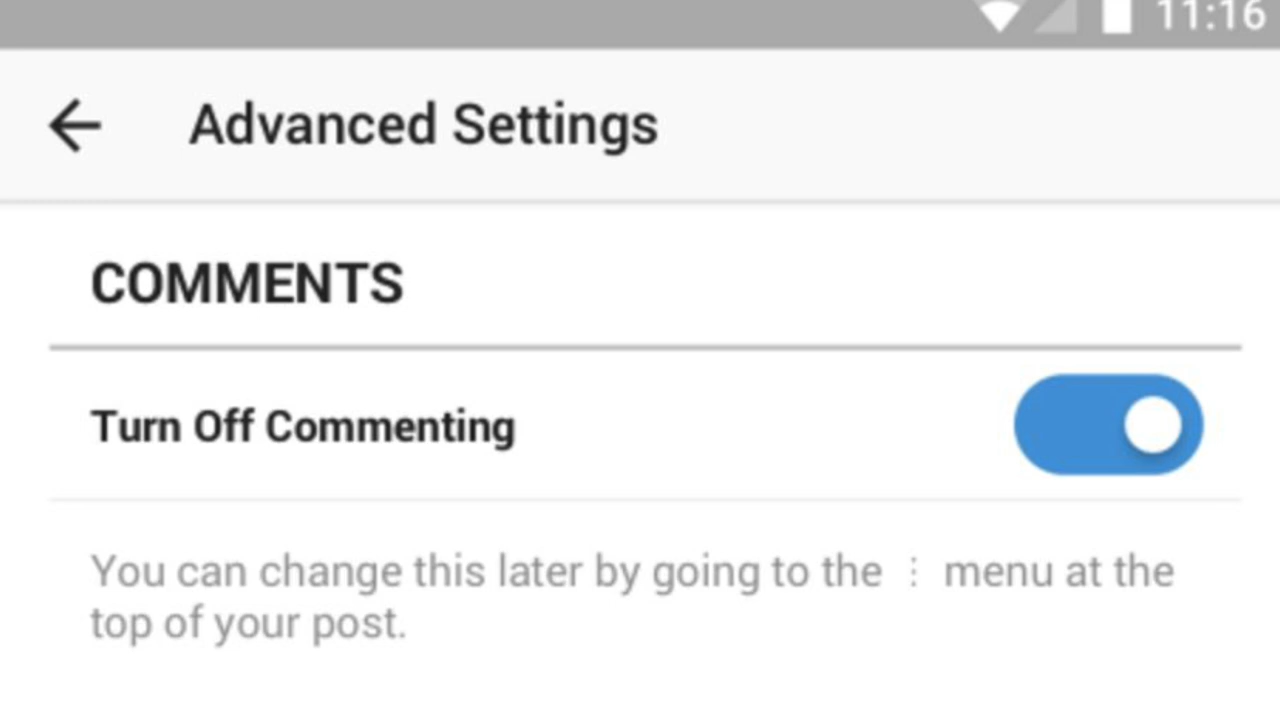 11:16
Advanced Settings
COMMENTS
Turn Off Commenting
You can change this later by going to the ⋮ menu at the
top of your post.